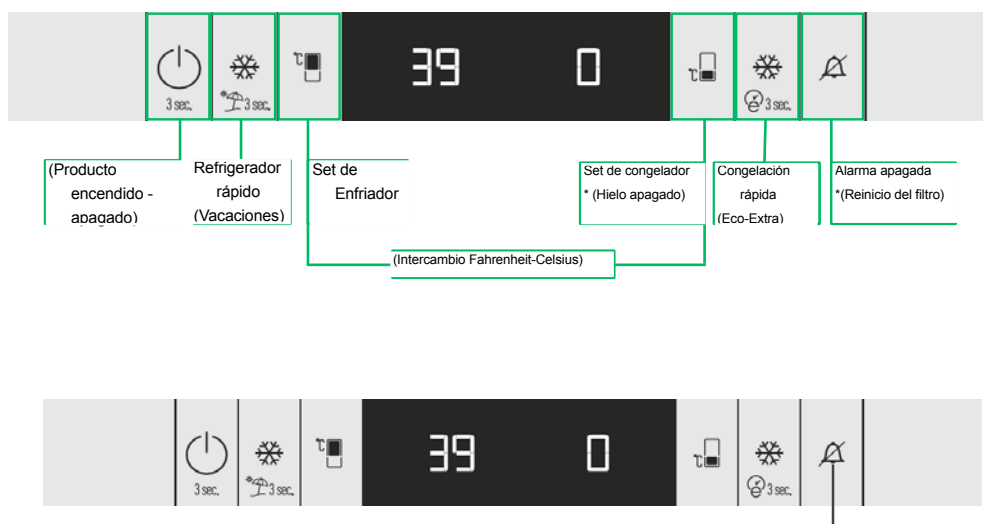 ℃
39 0
℃
3 sec.
3 sec.
3 sec.
(Producto
encendido -
apagado)
Refrigerador
rápido
(Vacaciones)
Set de
Enfriador
Set de congelador
* (Hielo apagado)
Congelación
rápida
(Eco-Extra)
Alarma apagada
*(Reinicio del filtro)
(Intercambio Fahrenheit-Celsius)
℃
39 0
℃
3 sec.
3 sec.
3 sec.